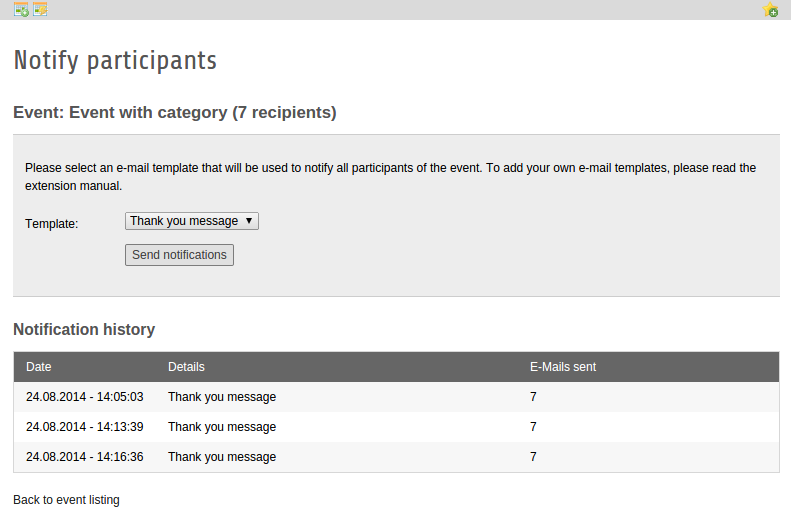 Notify participants
Event: Event with category (7 recipients)
Please select an e-mail template that will be used to notify all participants of the event. To add your own e-mail templates, please read the
extension manual.
Template: Thank you message ▼
Send notifications
Notification history
Date Details E-Mails sent
24.08.2014 - 14:05:03 Thank you message 7
24.08.2014 - 14:13:39 Thank you message 7
24.08.2014 - 14:16:36 Thank you message 7
Back to event listing